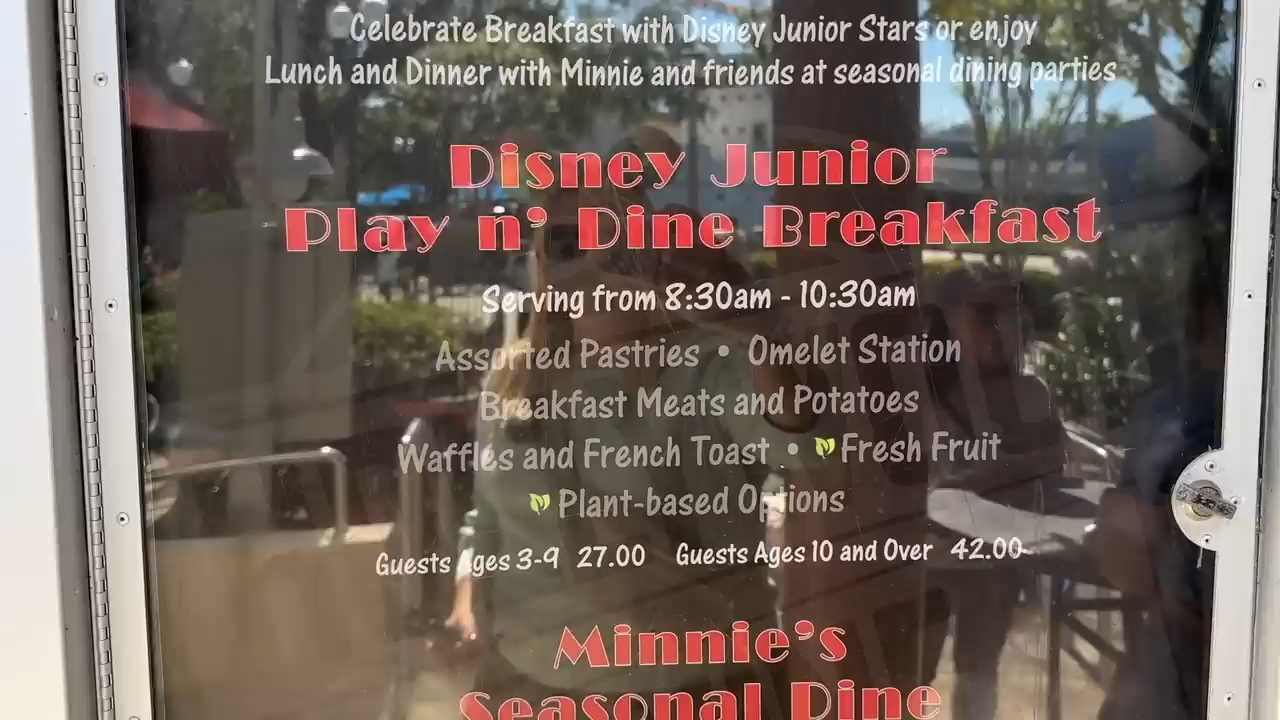 Celebrate Breakfast with Disney Junior Stars or enjoy
Lunch and Dinner with Minnie and friends at seasonal dining parties
Disney Junior
Play n' Dine Breakfast
Serving from 8:30am - 10:30am
Assorted Pastries • Omelet Station
Breakfast Meats and Potatoes
Waffles and French Toast • Fresh Fruit
Plant-based Options
Guests Ages 3-9 27.00 Guests Ages 10 and Over 42.00
Minnie's
Seasonal Dine